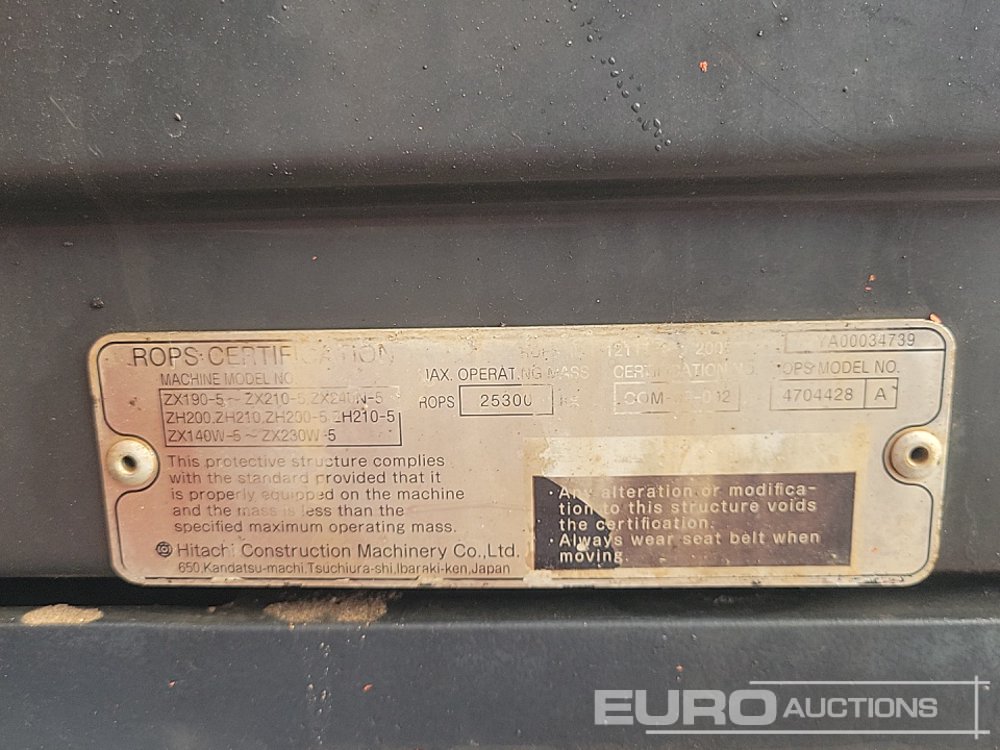 ROPS CERTIFICATION
YA00034739
MACHINE MODEL NO.
MAX. OPERATING MASS
CERTIFICATION NO.
ROPS MODEL NO.
ZX190-5~ZX210-5,ZX240N-5
ZH200,ZH210,ZH200-5,ZH210-5
ZX140W-5~ZX230W-5
ROPS
25300
kg
4704428
A
This protective structure complies
with the standard provided that it
is properly equipped on the machine
and the mass is less than the
specified maximum operating mass.
Hitachi Construction Machinery Co.,Ltd.
650,Kandatsu-machi,Tsuchiura-shi,Ibaraki-ken,Japan
· Any alteration or modifica-
tion to this structure voids
the certification.
· Always wear seat belt when
moving.
EURO AUCTIONS